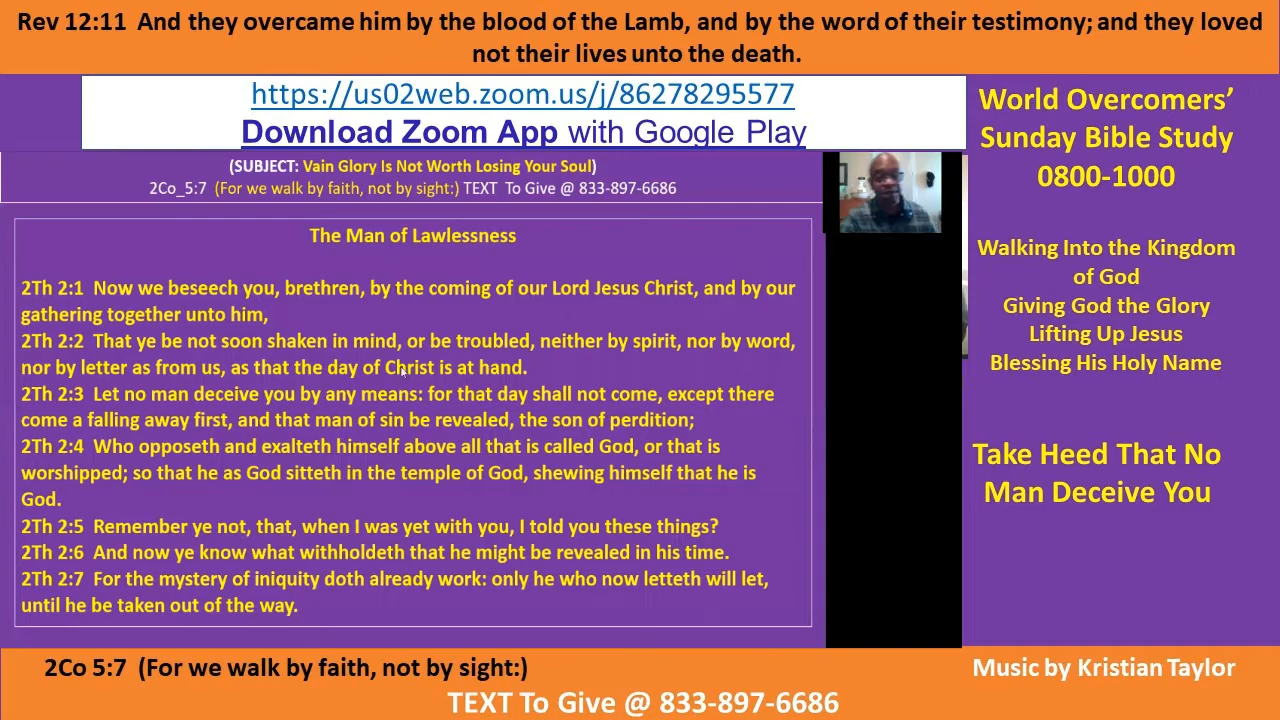 Rev 12:11  And they overcame him by the blood of the Lamb, and by the word of their testimony; and they loved
not their lives unto the death.
https://us02web.zoom.us/j/86278295577
Download Zoom App with Google Play
(SUBJECT: Vain Glory Is Not Worth Losing Your Soul)
2Co_5:7  (For we walk by faith, not by sight:) TEXT  To Give @ 833-897-6686
The Man of Lawlessness
2Th 2:1  Now we beseech you, brethren, by the coming of our Lord Jesus Christ, and by our
gathering together unto him,
2Th 2:2  That ye be not soon shaken in mind, or be troubled, neither by spirit, nor by word,
nor by letter as from us, as that the day of Christ is at hand.
2Th 2:3  Let no man deceive you by any means: for that day shall not come, except there
come a falling away first, and that man of sin be revealed, the son of perdition;
2Th 2:4  Who opposeth and exalteth himself above all that is called God, or that is
worshipped; so that he as God sitteth in the temple of God, shewing himself that he is
God.
2Th 2:5  Remember ye not, that, when I was yet with you, I told you these things?
2Th 2:6  And now ye know what withholdeth that he might be revealed in his time.
2Th 2:7  For the mystery of iniquity doth already work: only he who now letteth will let,
until he be taken out of the way.
World Overcomers'
Sunday Bible Study
0800-1000
Walking Into the Kingdom
of God
Giving God the Glory
Lifting Up Jesus
Blessing His Holy Name
Take Heed That No
Man Deceive You
2Co 5:7  (For we walk by faith, not by sight:)
Music by Kristian Taylor
TEXT To Give @ 833-897-6686